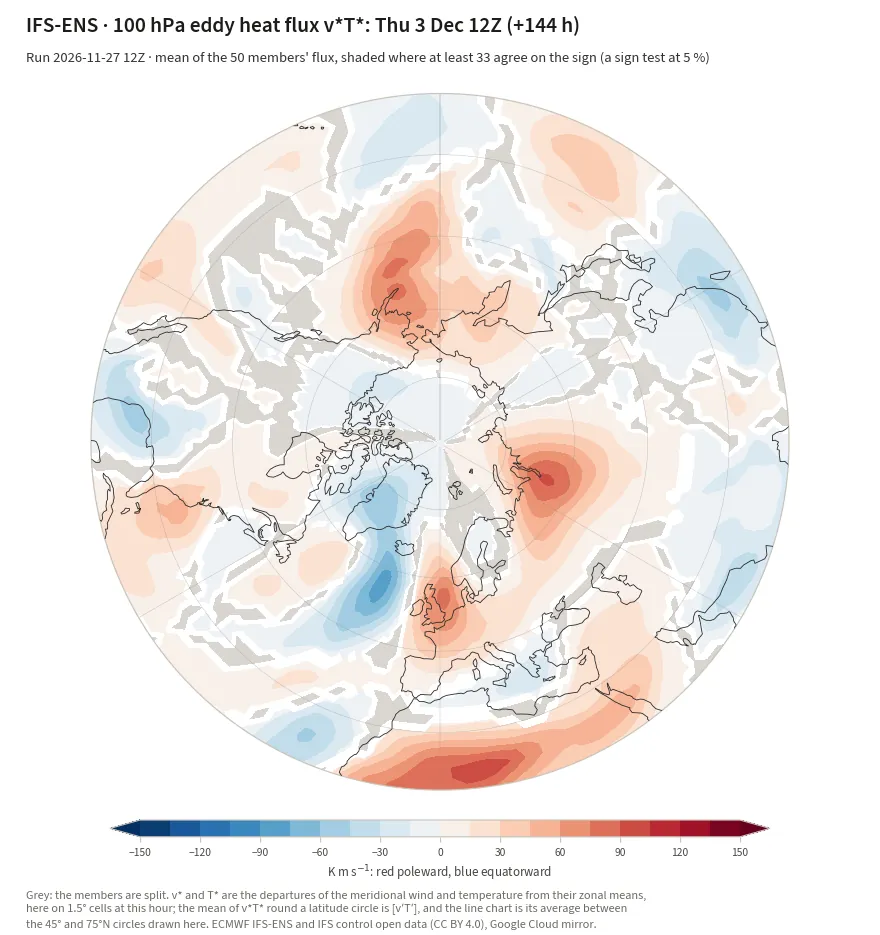 IFS-ENS · 100 hPa eddy heat flux v*T*: Thu 3 Dec 12Z (+144 h)
Run 2026-11-27 12Z · mean of the 50 members' flux, shaded where at least 33 agree on the sign (a sign test at 5 %)
−150 −120 −90 −60 −30 0 30 60 90 120 150
K m s⁻¹: red poleward, blue equatorward
Grey: the members are split. v* and T* are the departures of the meridional wind and temperature from their zonal means,
here on 1.5° cells at this hour; the mean of v*T* round a latitude circle is [v′T′], and the line chart is its average between
the 45° and 75°N circles drawn here. ECMWF IFS-ENS and IFS control open data (CC BY 4.0), Google Cloud mirror.